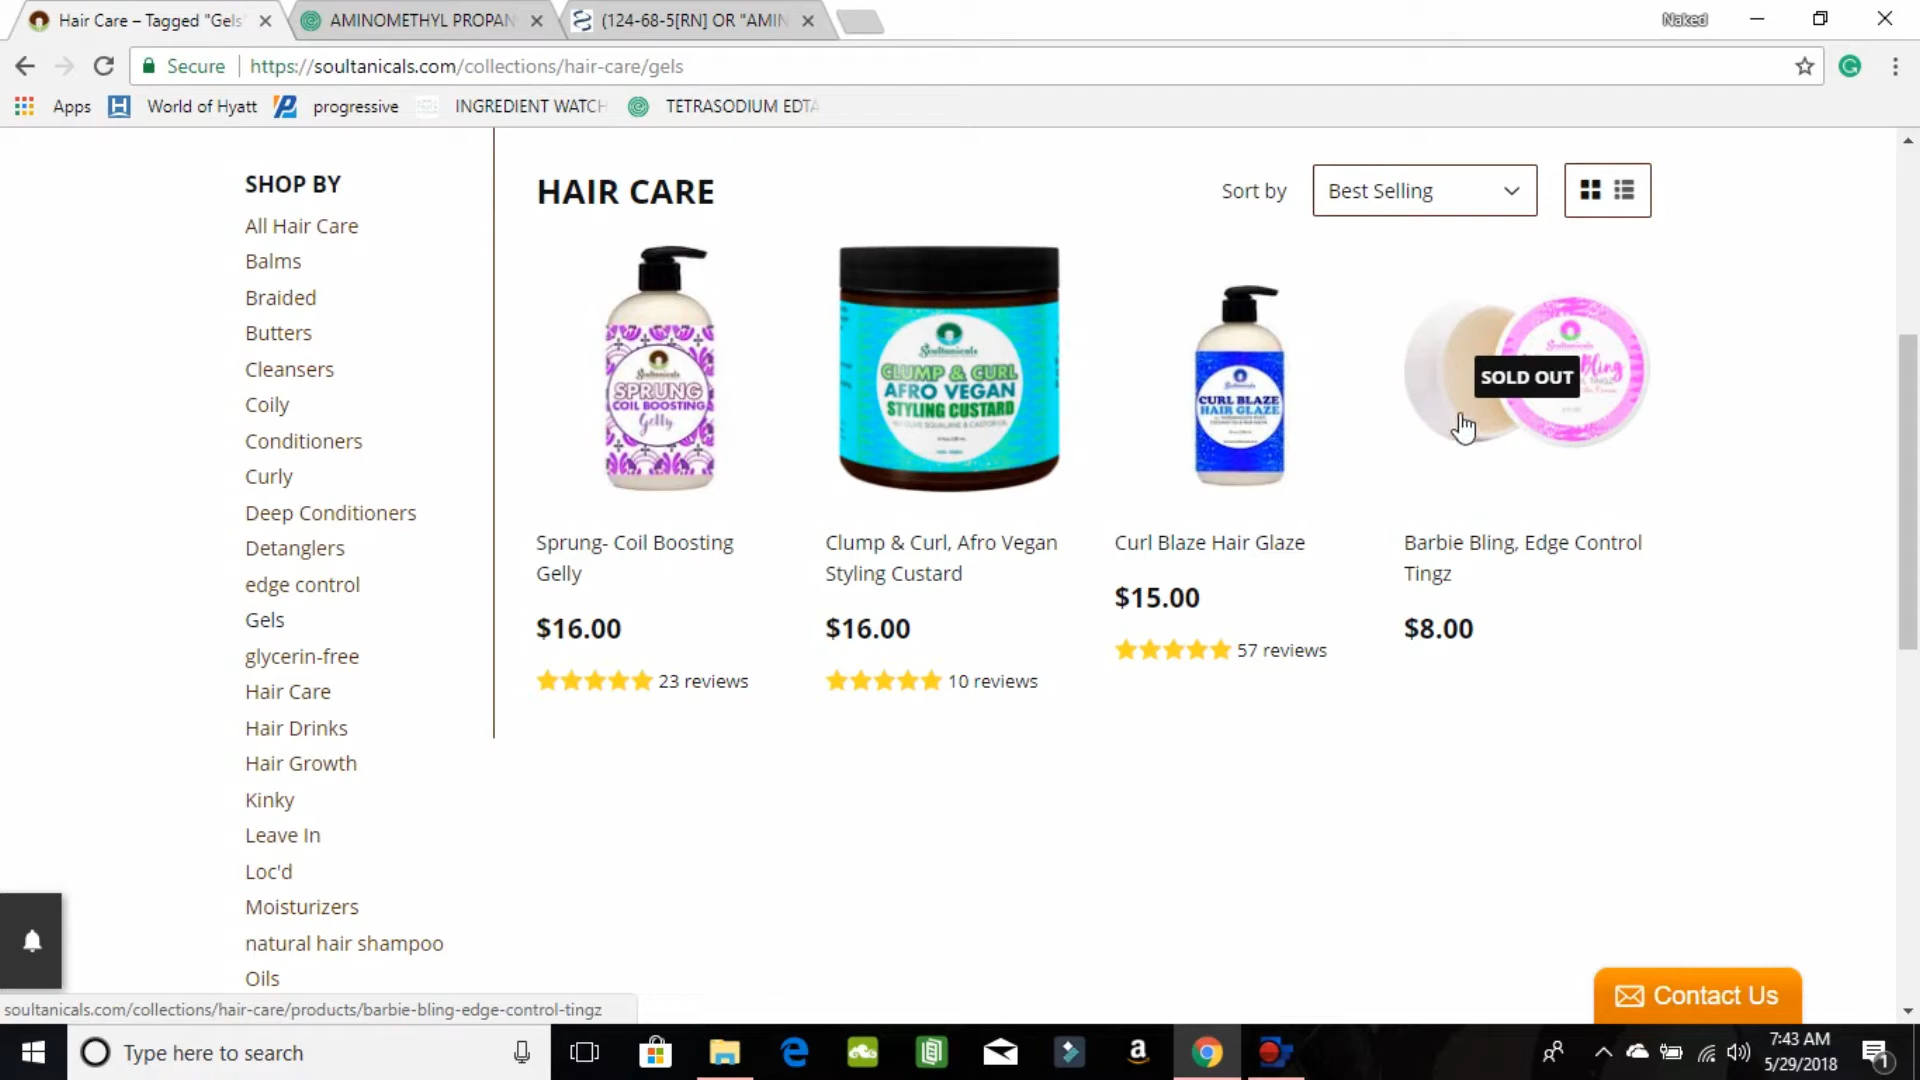 Hair Care – Tagged "Gels
AMINOMETHYL PROPAN
(124-68-5[RN] OR "AMIN
Naked
Secure
https://soultanicals.com/collections/hair-care/gels
Apps
World of Hyatt
progressive
INGREDIENT WATCH
TETRASODIUM EDTA
SHOP BY
All Hair Care
Balms
Braided
Butters
Cleansers
Coily
Conditioners
Curly
Deep Conditioners
Detanglers
edge control
Gels
glycerin-free
Hair Care
Hair Drinks
Hair Growth
Kinky
Leave In
Loc'd
Moisturizers
natural hair shampoo
Oils
HAIR CARE
Sort by
Best Selling
Soultanicals
SPRUNG
COIL BOOSTING
Gelly
Sprung- Coil Boosting
Gelly
$16.00
23 reviews
Soultanicals
CLUMP & CURL
AFRO VEGAN
STYLING CUSTARD
Clump & Curl, Afro Vegan
Styling Custard
$16.00
10 reviews
CURL BLAZE
HAIR GLAZE
Curl Blaze Hair Glaze
$15.00
57 reviews
Soultanicals
Bling
TINGZ
SOLD OUT
Barbie Bling, Edge Control
Tingz
$8.00
Contact Us
soultanicals.com/collections/hair-care/products/barbie-bling-edge-control-tingz
Type here to search
7:43 AM
5/29/2018
1